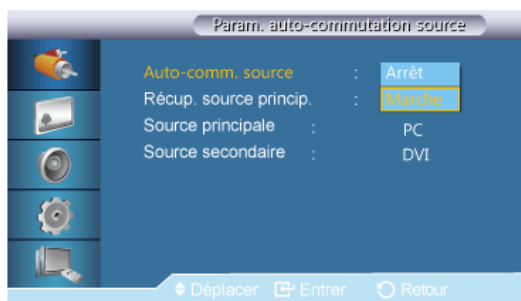 Param. auto-commutation source
Auto-comm. source : Arrêt
Récup. source princip. : Marche
Source principale : PC
Source secondaire : DVI
Déplacer Entrer Retour